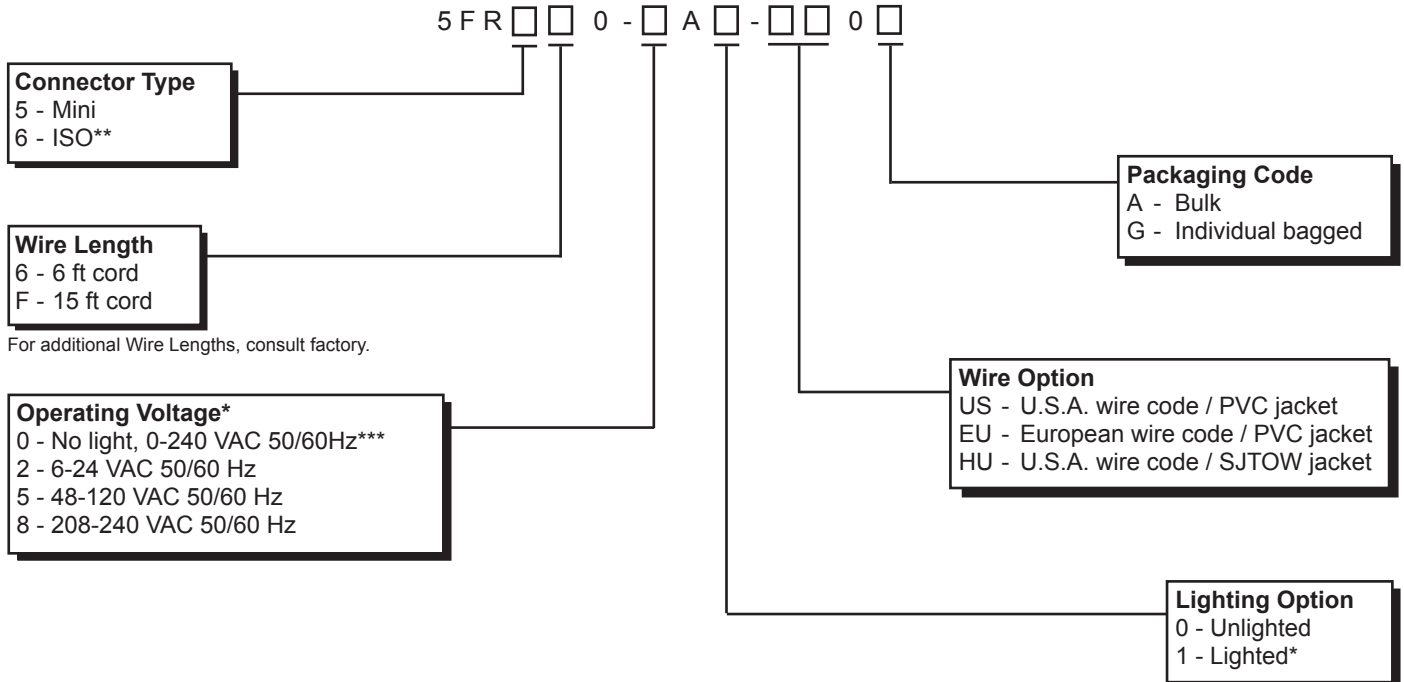 5 F R □ □ 0 - □ A □ - □ □ 0 □
Connector Type
5 - Mini
6 - ISO**
Packaging Code
A - Bulk
G - Individual bagged
Wire Length
6 - 6 ft cord
F - 15 ft cord
For additional Wire Lengths, consult factory.
Wire Option
US - U.S.A. wire code / PVC jacket
EU - European wire code / PVC jacket
HU - U.S.A. wire code / SJTOW jacket
Operating Voltage*
0 - No light, 0-240 VAC 50/60Hz***
2 - 6-24 VAC 50/60 Hz
5 - 48-120 VAC 50/60 Hz
8 - 208-240 VAC 50/60 Hz
Lighting Option
0 - Unlighted
1 - Lighted*